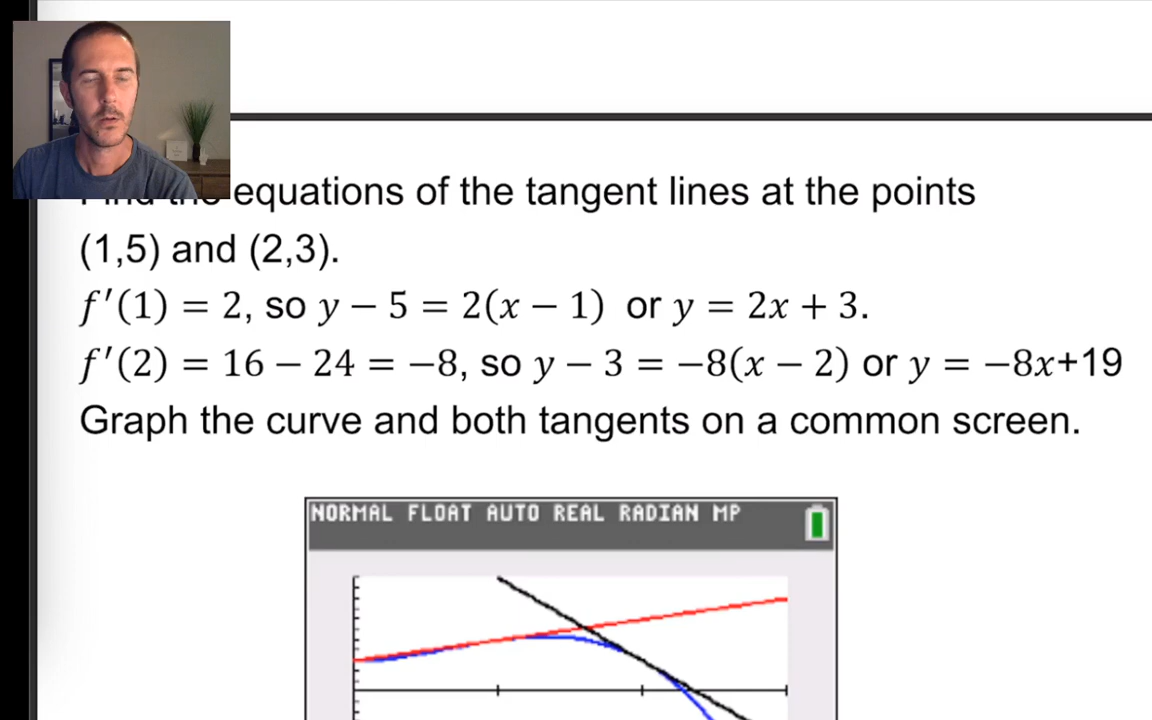 equations of the tangent lines at the points
(1,5) and (2,3).
f′(1) = 2, so y − 5 = 2(x − 1) or y = 2x + 3.
f′(2) = 16 − 24 = −8, so y − 3 = −8(x − 2) or y = −8x+19
Graph the curve and both tangents on a common screen.
NORMAL FLOAT AUTO REAL RADIAN MP